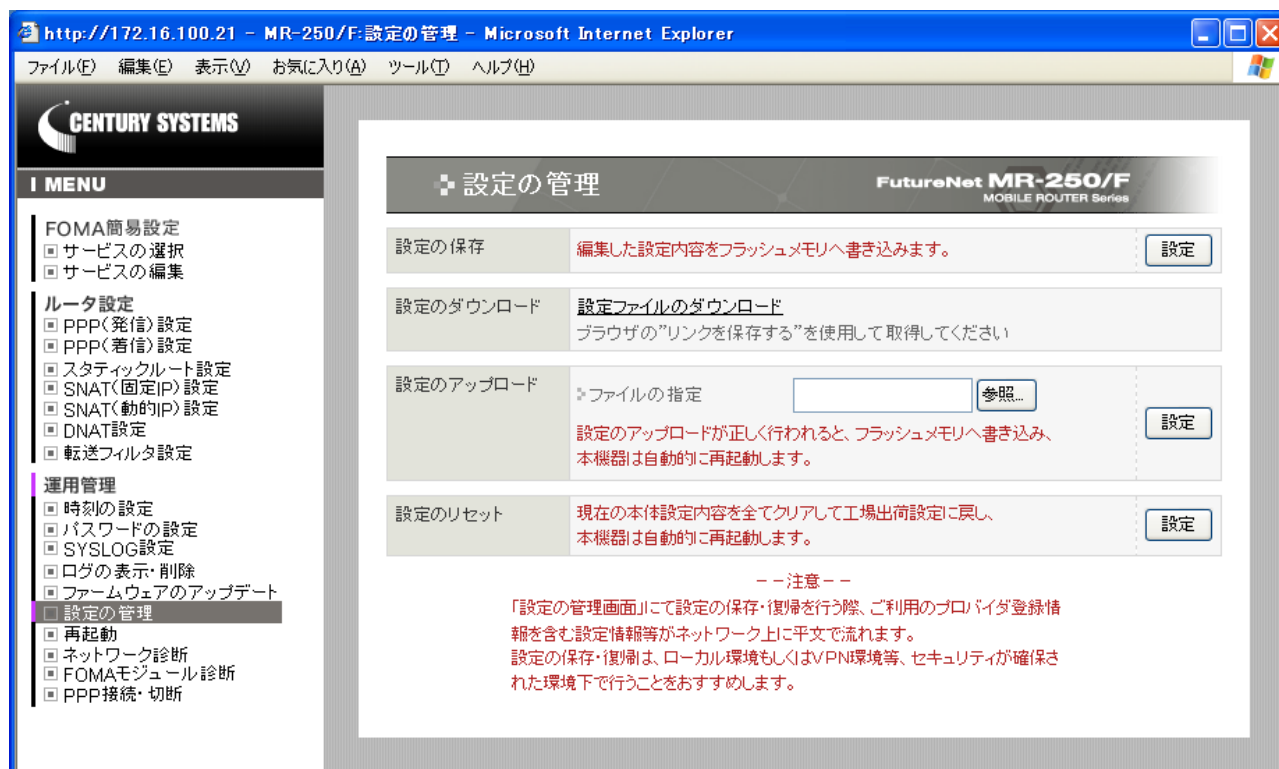 http://172.16.100.21 - MR-250/F:設定の管理 - Microsoft Internet Explorer
ファイル(F) 編集(E) 表示(V) お気に入り(A) ツール(T) ヘルプ(H)
CENTURY SYSTEMS
MENU
FOMA簡易設定
サービスの選択
サービスの編集
ルータ設定
PPP(発信)設定
PPP(着信)設定
スタティックルート設定
SNAT(固定IP)設定
SNAT(動的IP)設定
DNAT設定
転送フィルタ設定
運用管理
時刻の設定
パスワードの設定
SYSLOG設定
ログの表示・削除
ファームウェアのアップデート
設定の管理
再起動
ネットワーク診断
FOMAモジュール診断
PPP接続・切断
設定の管理
FutureNet MR-250/F
MOBILE ROUTER Series
設定の保存 編集した設定内容をフラッシュメモリへ書き込みます。 設定
設定のダウンロード 設定ファイルのダウンロード
ブラウザの”リンクを保存する”を使用して取得してください
設定のアップロード ファイルの指定 参照...
設定のアップロードが正しく行われると、フラッシュメモリへ書き込み、
本機器は自動的に再起動します。
設定
設定のリセット 現在の本体設定内容を全てクリアして工場出荷設定に戻し、
本機器は自動的に再起動します。
設定
--注意--
「設定の管理画面」にて設定の保存・復帰を行う際、ご利用のプロバイダ登録情
報を含む設定情報等がネットワーク上に平文で流れます。
設定の保存・復帰は、ローカル環境もしくはVPN環境等、セキュリティが確保さ
れた環境下で行うことをおすすめします。